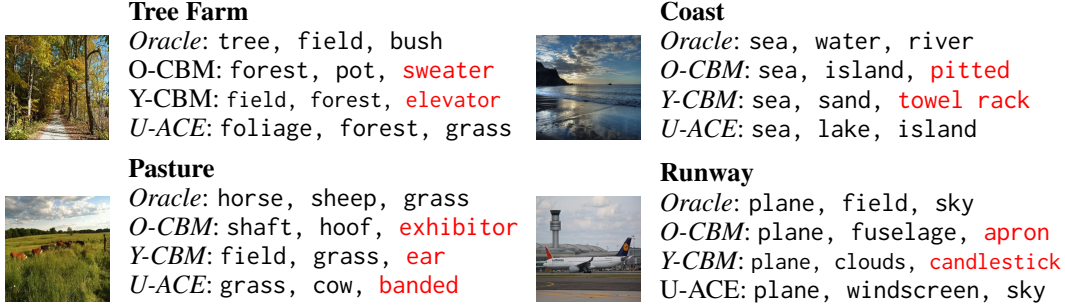 Tree Farm
Oracle: tree, field, bush
O-CBM: forest, pot, sweater
Y-CBM: field, forest, elevator
U-ACE: foliage, forest, grass
Coast
Oracle: sea, water, river
O-CBM: sea, island, pitted
Y-CBM: sea, sand, towel rack
U-ACE: sea, lake, island
Pasture
Oracle: horse, sheep, grass
O-CBM: shaft, hoof, exhibitor
Y-CBM: field, grass, ear
U-ACE: grass, cow, banded
Runway
Oracle: plane, field, sky
O-CBM: plane, fuselage, apron
Y-CBM: plane, clouds, candlestick
U-ACE: plane, windscreen, sky